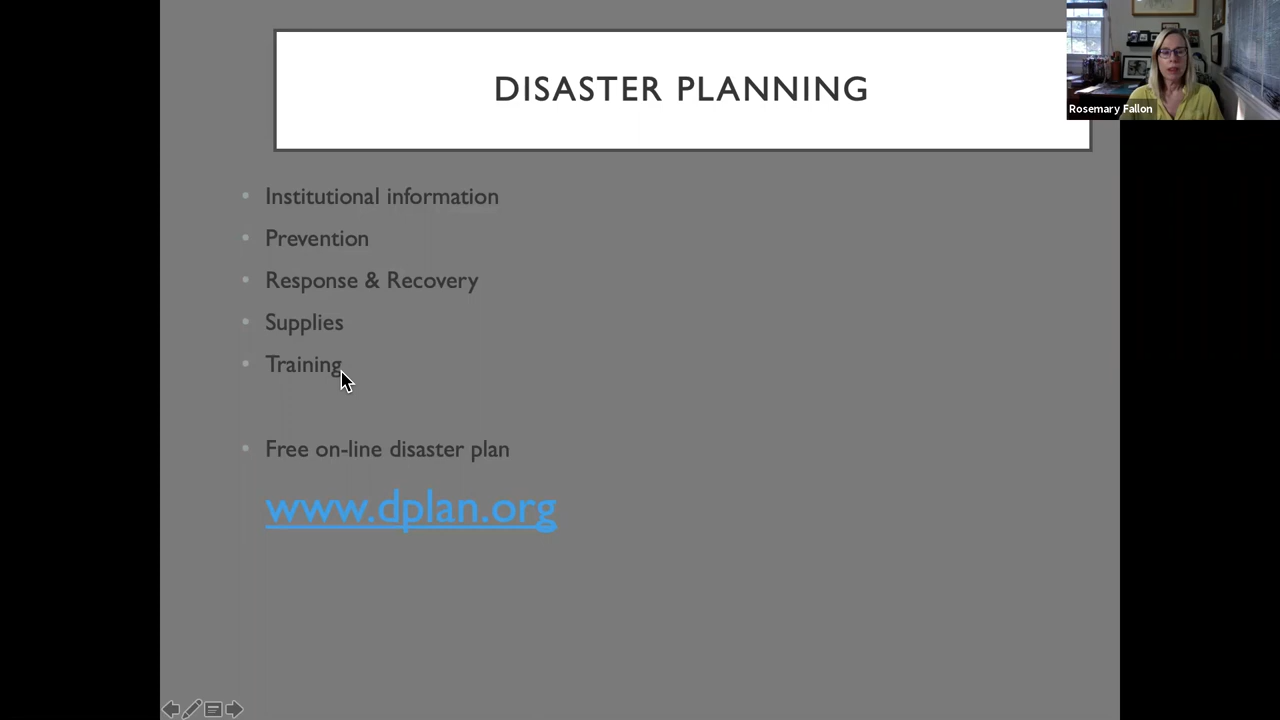 DISASTER PLANNING
Rosemary Fallon
• Institutional information
• Prevention
• Response & Recovery
• Supplies
• Training
• Free on-line disaster plan
www.dplan.org